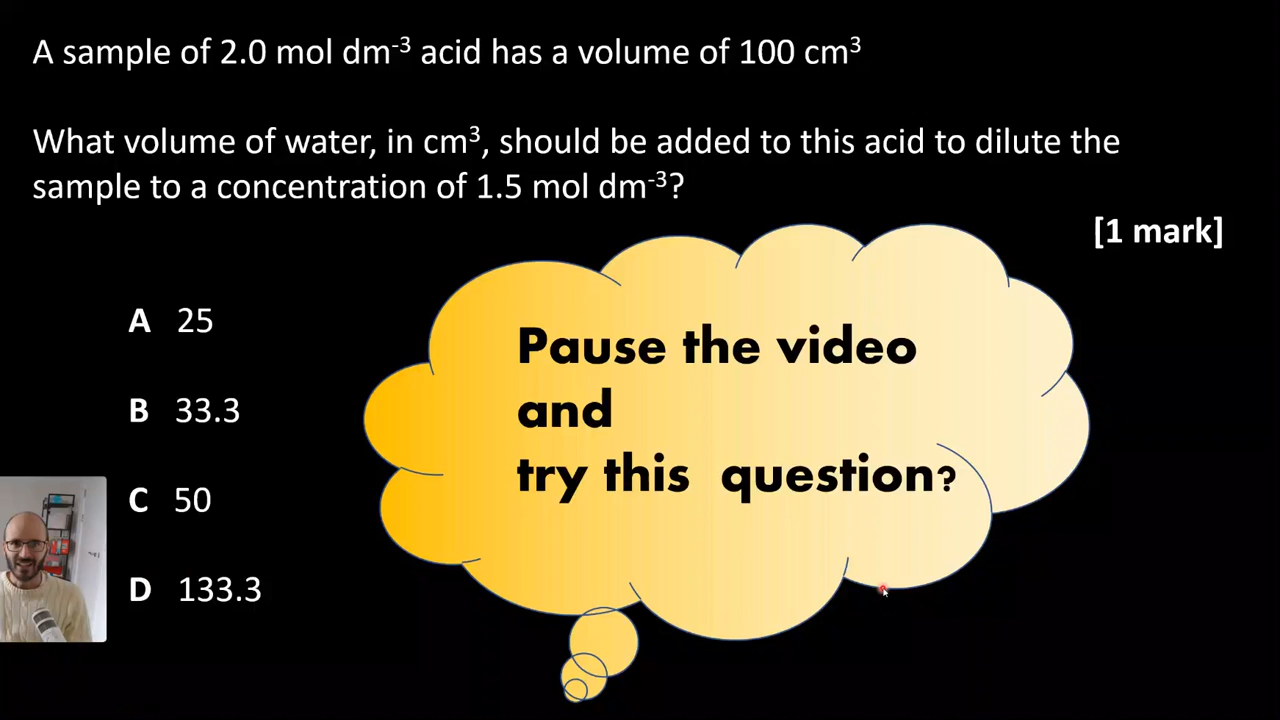 A sample of 2.0 mol dm⁻³ acid has a volume of 100 cm³
What volume of water, in cm³, should be added to this acid to dilute the
sample to a concentration of 1.5 mol dm⁻³?
[1 mark]
A 25
B 33.3
C 50
D 133.3
Pause the video
and
try this question?